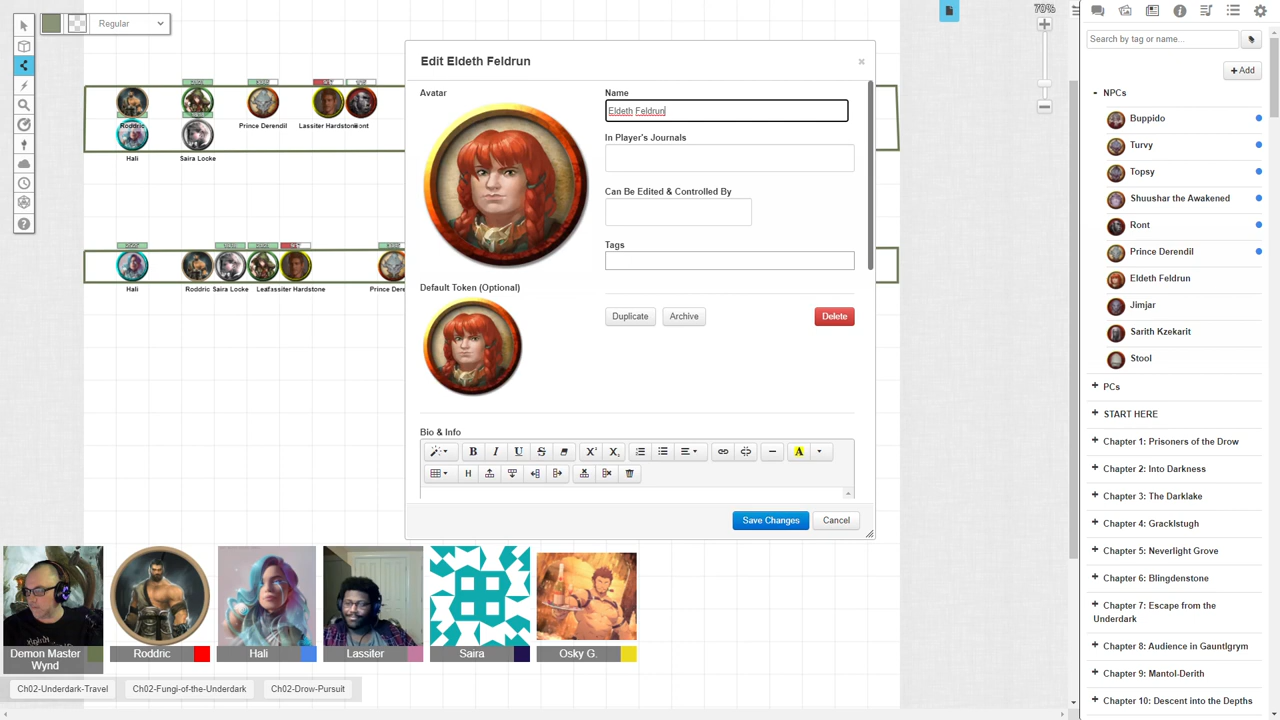 Regular
70%
Roddric
Hali
Saira Locke
Prince Derendil
Lassiter Hardstone
Ront
Hali
Roddric
Saira Locke
Lassiter Hardstone
Prince Dere
Edit Eldeth Feldrun
×
Avatar
Name
Eldeth Feldrun
In Player's Journals
Can Be Edited & Controlled By
Tags
Default Token (Optional)
Duplicate
Archive
Delete
Bio & Info
B
I
U
S
X²
X₂
A
H
Save Changes
Cancel
Search by tag or name...
+ Add
- NPCs
Buppido
Turvy
Topsy
Shuushar the Awakened
Ront
Prince Derendil
Eldeth Feldrun
Jimjar
Sarith Kzekarit
Stool
+ PCs
+ START HERE
+ Chapter 1: Prisoners of the Drow
+ Chapter 2: Into Darkness
+ Chapter 3: The Darklake
+ Chapter 4: Gracklstugh
+ Chapter 5: Neverlight Grove
+ Chapter 6: Blingdenstone
+ Chapter 7: Escape from the
Underdark
+ Chapter 8: Audience in Gauntlgrym
+ Chapter 9: Mantol-Derith
+ Chapter 10: Descent into the Depths
Demon Master
Wynd
Roddric
Hali
Lassiter
Saira
Osky G.
Ch02-Underdark-Travel
Ch02-Fungi-of-the-Underdark
Ch02-Drow-Pursuit